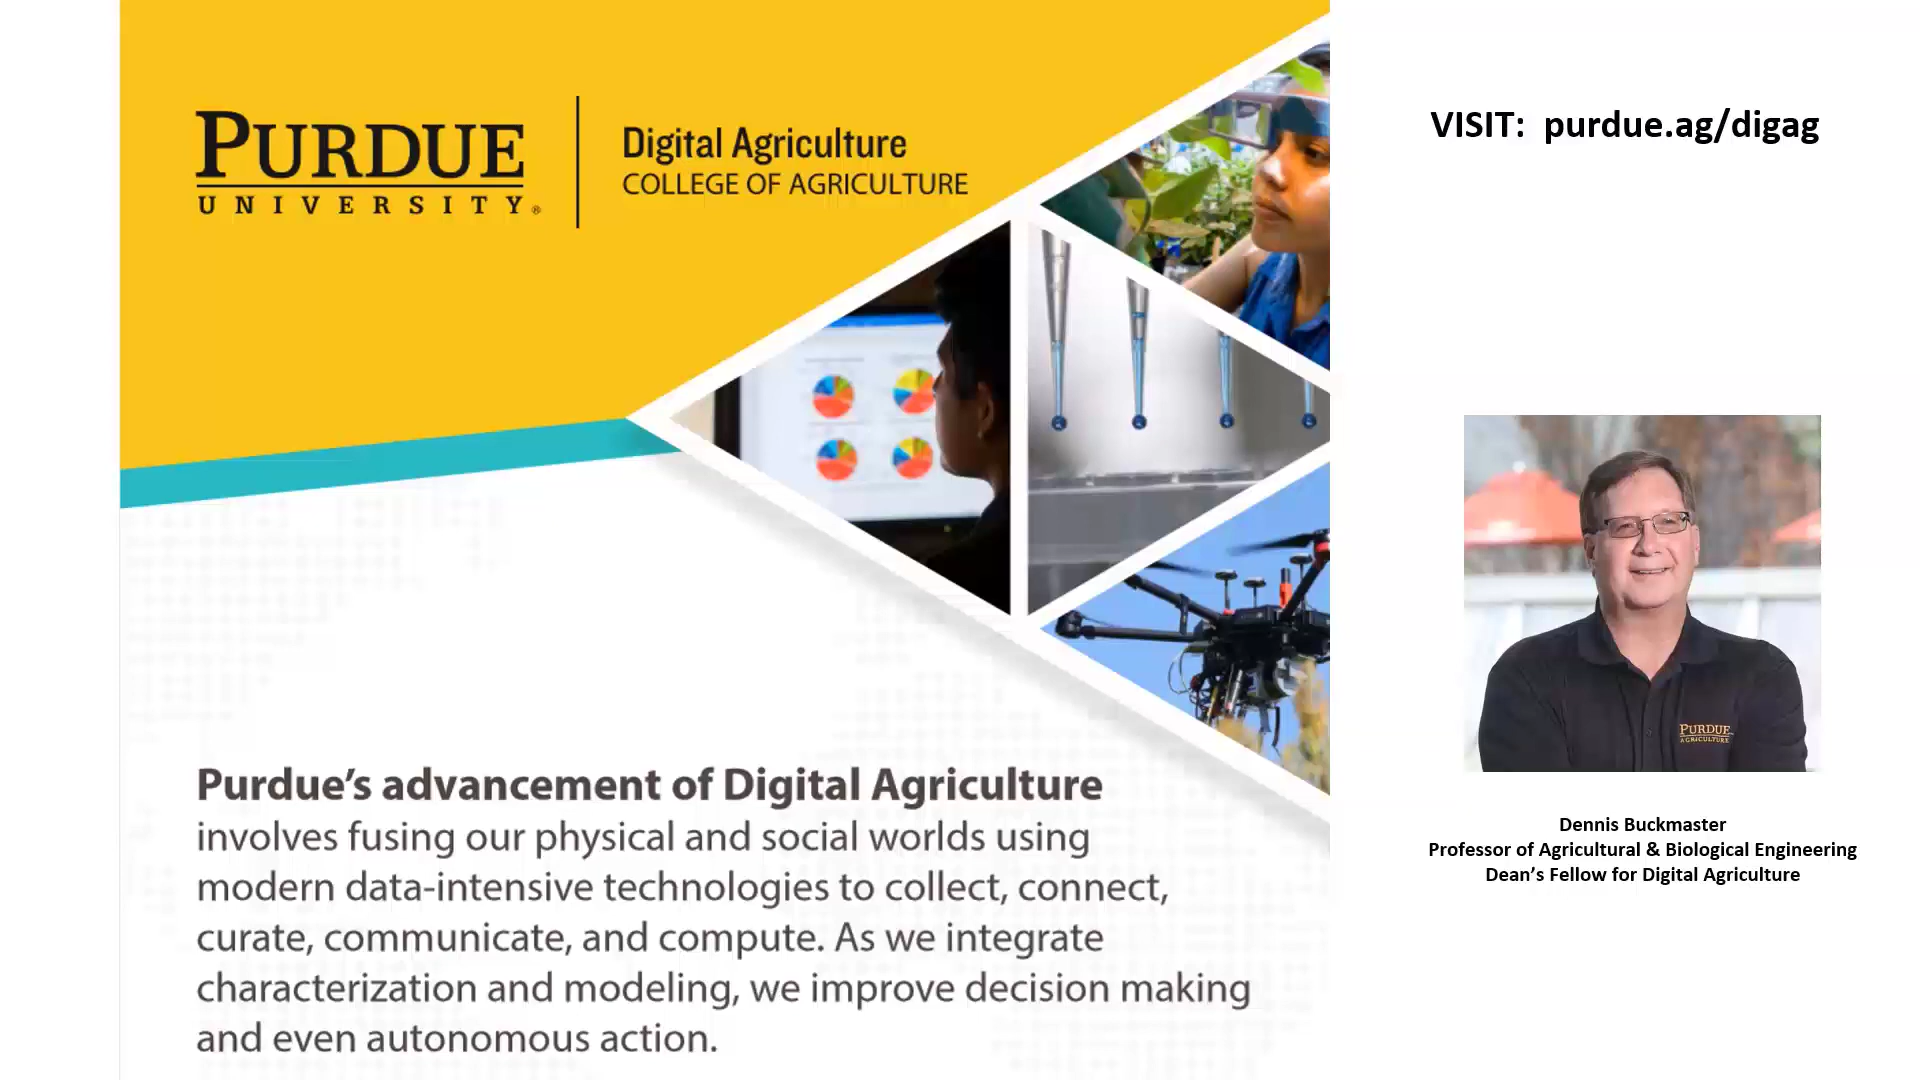 PURDUE
UNIVERSITY®
Digital Agriculture
COLLEGE OF AGRICULTURE
VISIT: purdue.ag/digag
PURDUE
AGRICULTURE
Dennis Buckmaster
Professor of Agricultural & Biological Engineering
Dean’s Fellow for Digital Agriculture
Purdue’s advancement of Digital Agriculture
involves fusing our physical and social worlds using
modern data-intensive technologies to collect, connect,
curate, communicate, and compute. As we integrate
characterization and modeling, we improve decision making
and even autonomous action.